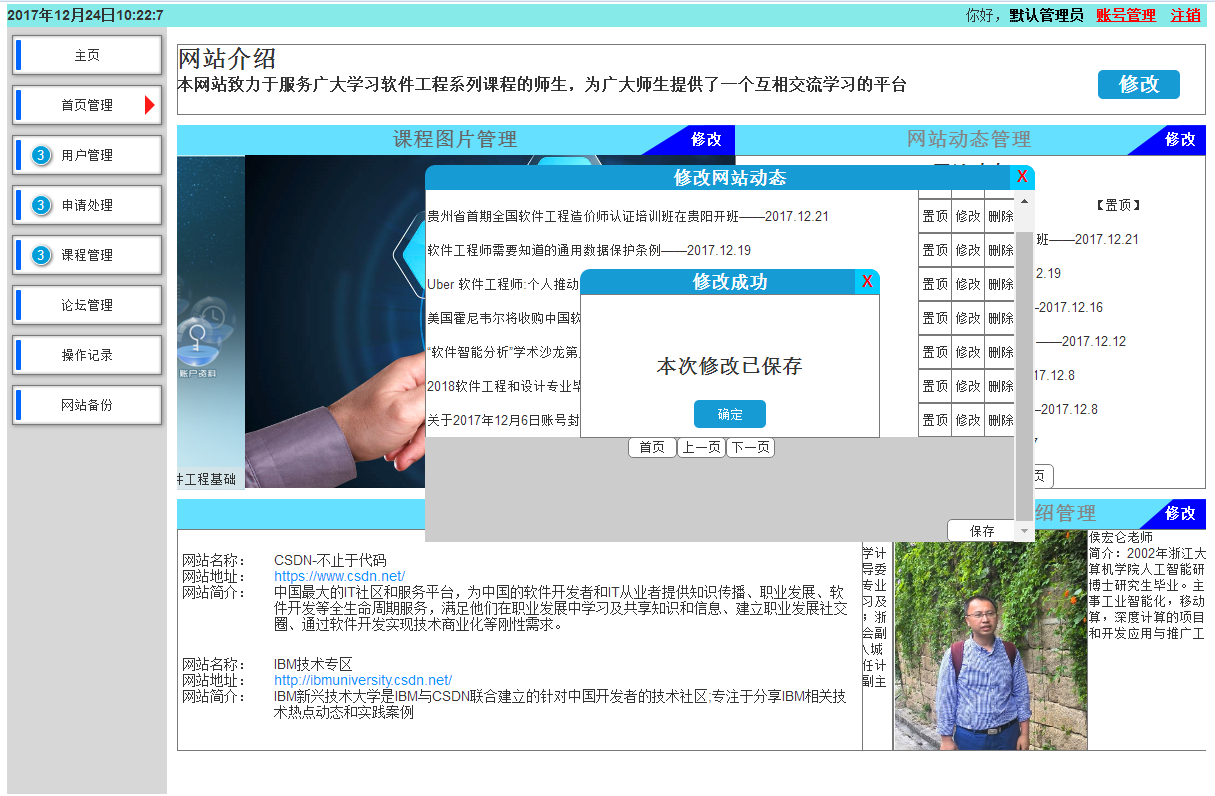 2017年12月24日10:22:7
你好，默认管理员 账号管理 注销
主页
首页管理
3 用户管理
3 申请处理
3 课程管理
论坛管理
操作记录
网站备份
网站介绍
本网站致力于服务广大学习软件工程系列课程的师生，为广大师生提供了一个互相交流学习的平台
修改
课程图片管理
修改
网站动态管理
修改
账户资料
件工程基础
修改网站动态
X
贵州省首期全国软件工程造价师认证培训班在贵阳开班——2017.12.21
置顶 修改 删除
软件工程师需要知道的通用数据保护条例——2017.12.19
置顶 修改 删除
Uber 软件工程师:个人推动
置顶 修改 删除
美国霍尼韦尔将收购中国软
置顶 修改 删除
“软件智能分析”学术沙龙第
置顶 修改 删除
2018软件工程和设计专业毕
置顶 修改 删除
关于2017年12月6日账号封
置顶 修改 删除
首页 上一页 下一页
保存
修改成功
X
本次修改已保存
确定
【置顶】
班——2017.12.21
2.19
-2017.12.16
——2017.12.12
17.12.8
–2017.12.8
页
绍管理
修改
网站名称： CSDN-不止于代码
网站地址： https://www.csdn.net/
网站简介： 中国最大的IT社区和服务平台，为中国的软件开发者和IT从业者提供知识传播、职业发展、软
件开发等全生命周期服务，满足他们在职业发展中学习及共享知识和信息、建立职业发展社交
圈、通过软件开发实现技术商业化等刚性需求。
网站名称： IBM技术专区
网站地址： http://ibmuniversity.csdn.net/
网站简介： IBM新兴技术大学是IBM与CSDN联合建立的针对中国开发者的技术社区;专注于分享IBM相关技
术热点动态和实践案例
学计
导委
专业
习及
；浙
会副
人城
任计
副主
侯宏仑老师
简介：2002年浙江大
算机学院人工智能研
博士研究生毕业。主
事工业智能化，移动
算，深度计算的项目
和开发应用与推广工